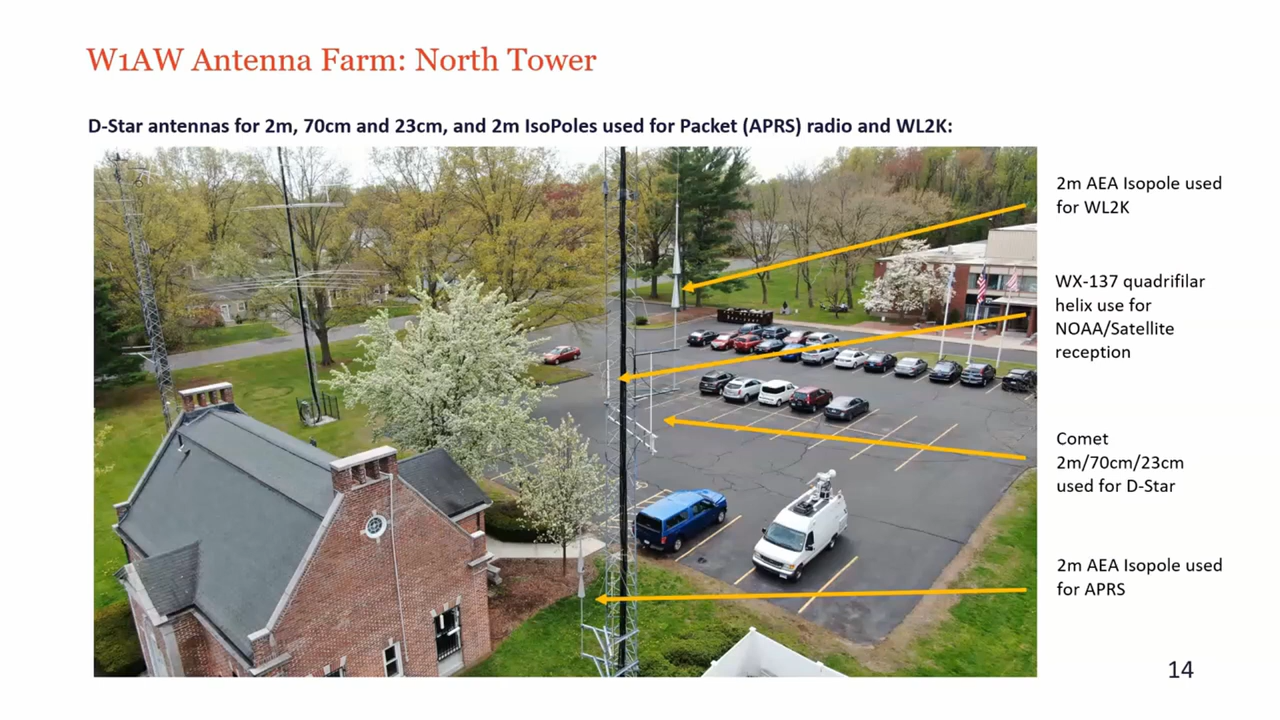 W1AW Antenna Farm: North Tower
D-Star antennas for 2m, 70cm and 23cm, and 2m IsoPoles used for Packet (APRS) radio and WL2K:
2m AEA Isopole used
for WL2K
WX-137 quadrifilar
helix use for
NOAA/Satellite
reception
Comet
2m/70cm/23cm
used for D-Star
2m AEA Isopole used
for APRS
14